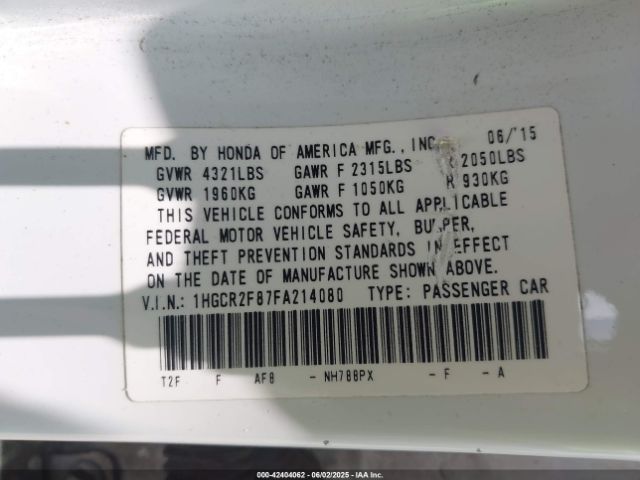 MFD. BY HONDA OF AMERICA MFG., INC. 06/'15
GVWR 4321LBS GAWR F 2315LBS 2050LBS
GVWR 1960KG GAWR F 1050KG R 930KG
THIS VEHICLE CONFORMS TO ALL APPLICABLE
FEDERAL MOTOR VEHICLE SAFETY, BUMPER,
AND THEFT PREVENTION STANDARDS IN EFFECT
ON THE DATE OF MANUFACTURE SHOWN ABOVE.
V.I.N.: 1HGCR2F87FA214080 TYPE: PASSENGER CAR
T2F F AF8 - NH788PX - F - A
000-42404062 - 06/02/2025 - IAA Inc.